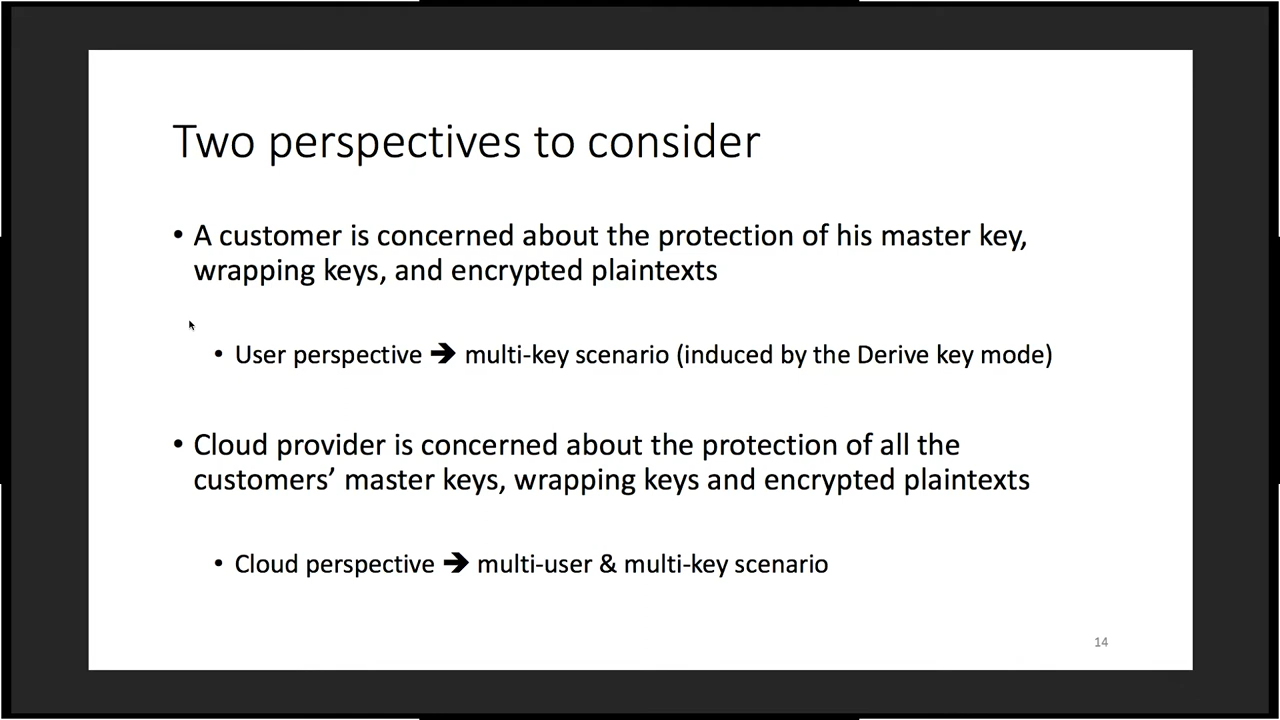 Two perspectives to consider
• A customer is concerned about the protection of his master key,
wrapping keys, and encrypted plaintexts
• User perspective ➔ multi-key scenario (induced by the Derive key mode)
• Cloud provider is concerned about the protection of all the
customers’ master keys, wrapping keys and encrypted plaintexts
• Cloud perspective ➔ multi-user & multi-key scenario
14